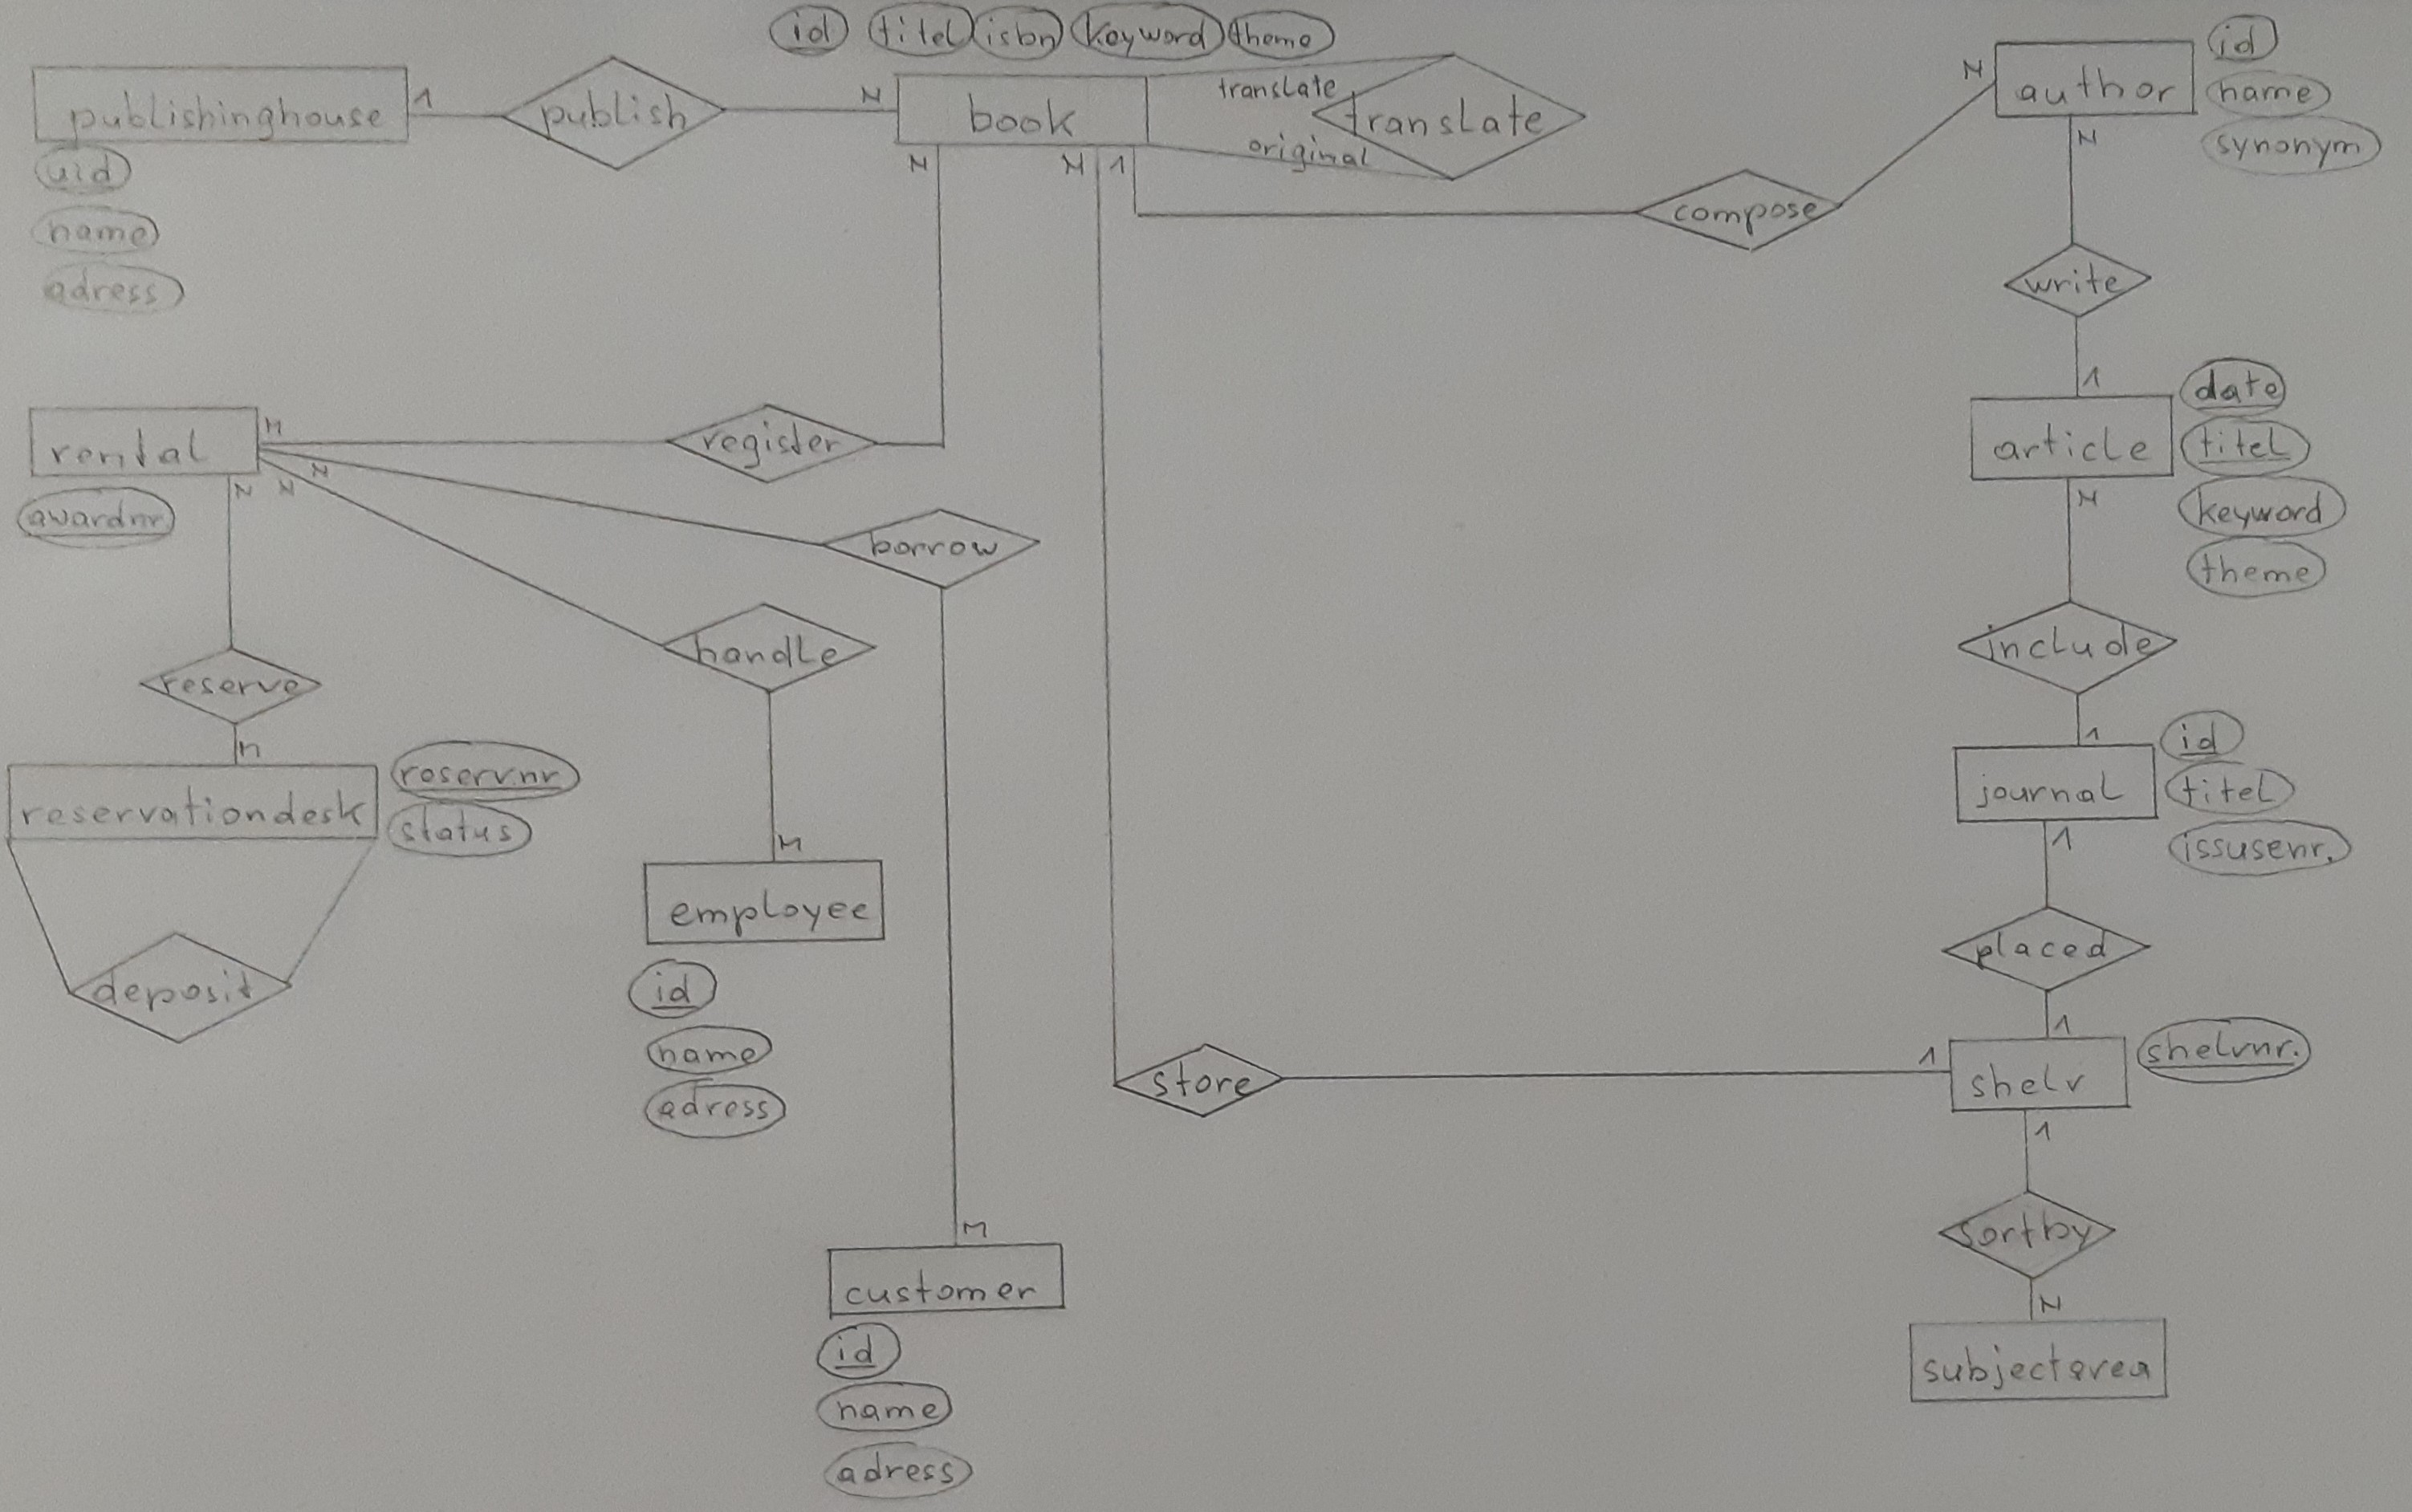 id titel isbn keyword theme
publishinghouse 1 publish N book translate translate original N author id
name
synonym
uid
name
adress
N N 1 compose N
write
1
rental M register
N
N N
awardnr.
borrow
handle
article date
titel
keyword
theme
N
include
reserve
n
reservationdesk reserv.nr
status
deposit
M
employee
id
name
adress
1
journal id
titel
issusenr.
1
placed
1
store 1 shelv shelvnr.
1
sortby
N
subjectarea
M
customer
id
name
adress